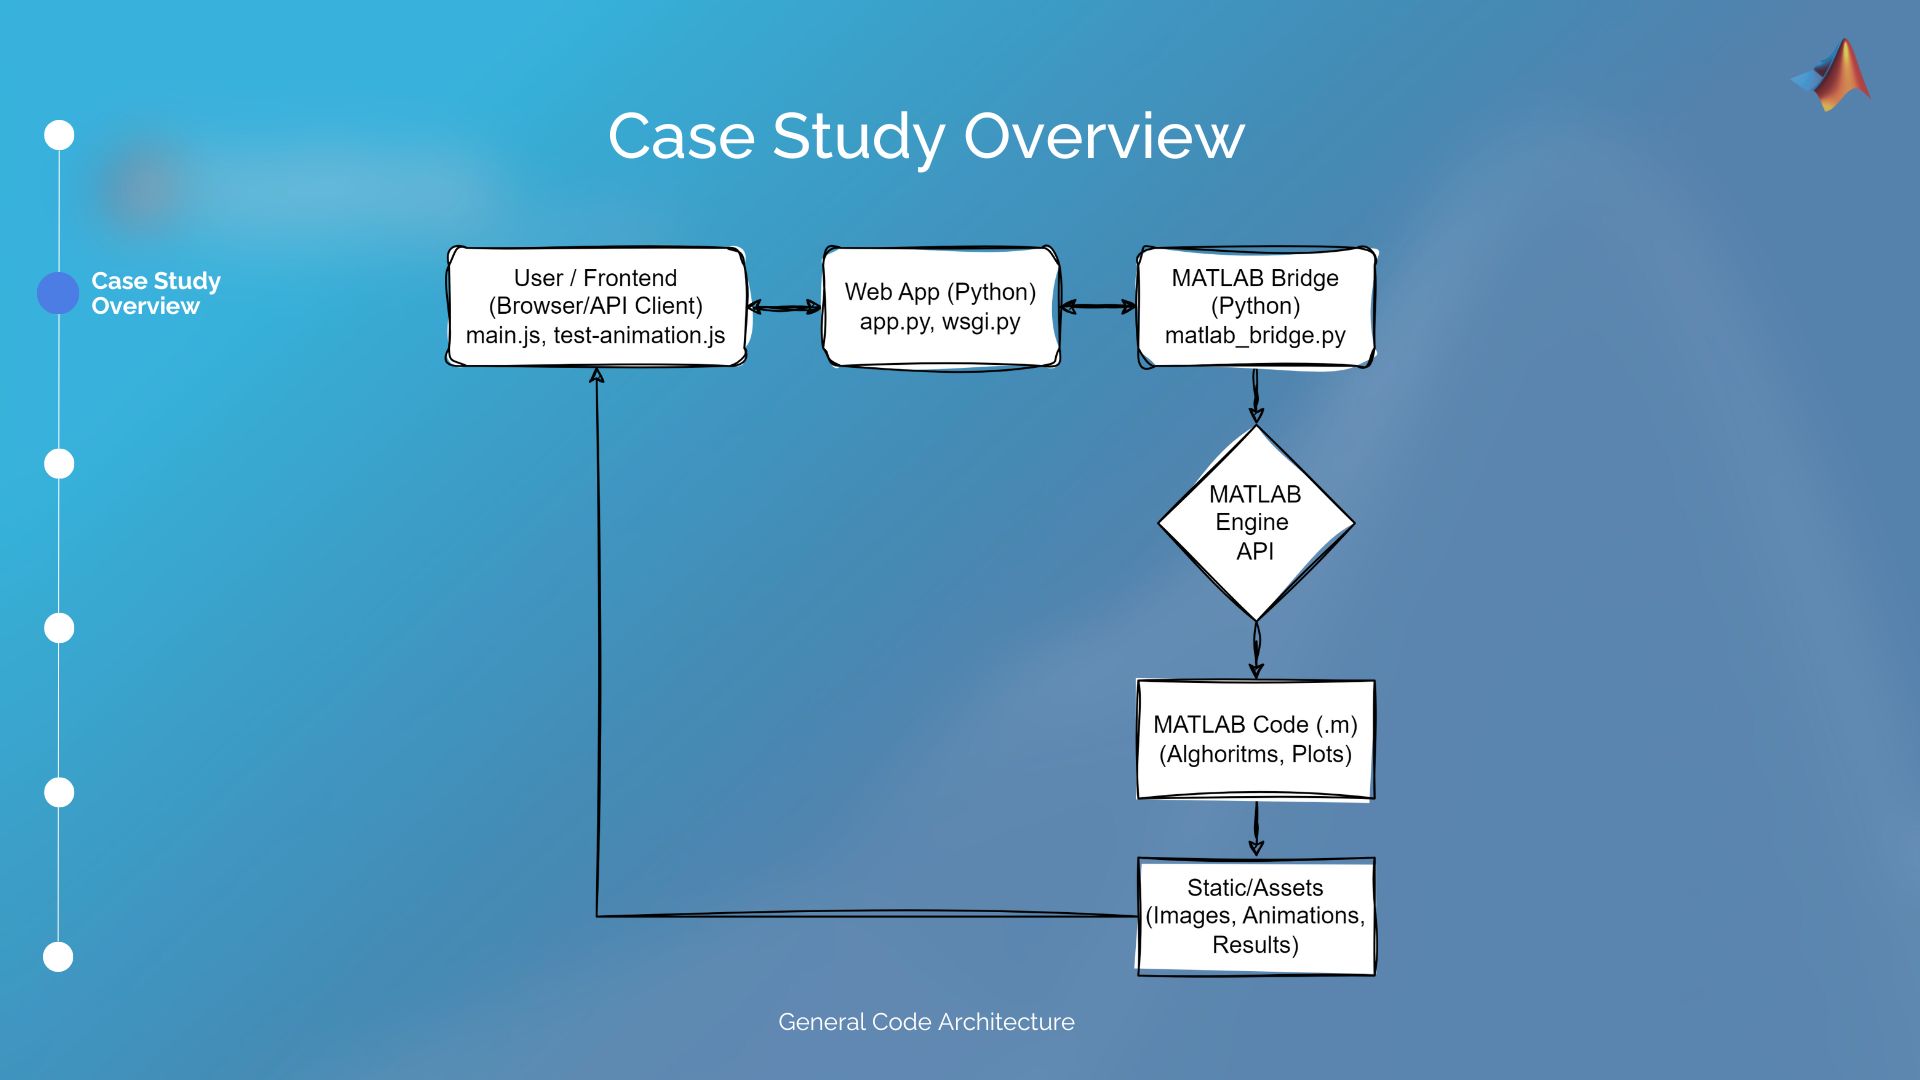 Case Study Overview
Case Study
Overview
User / Frontend
(Browser/API Client)
main.js, test-animation.js
Web App (Python)
app.py, wsgi.py
MATLAB Bridge
(Python)
matlab_bridge.py
MATLAB
Engine
API
MATLAB Code (.m)
(Alghoritms, Plots)
Static/Assets
(Images, Animations,
Results)
General Code Architecture